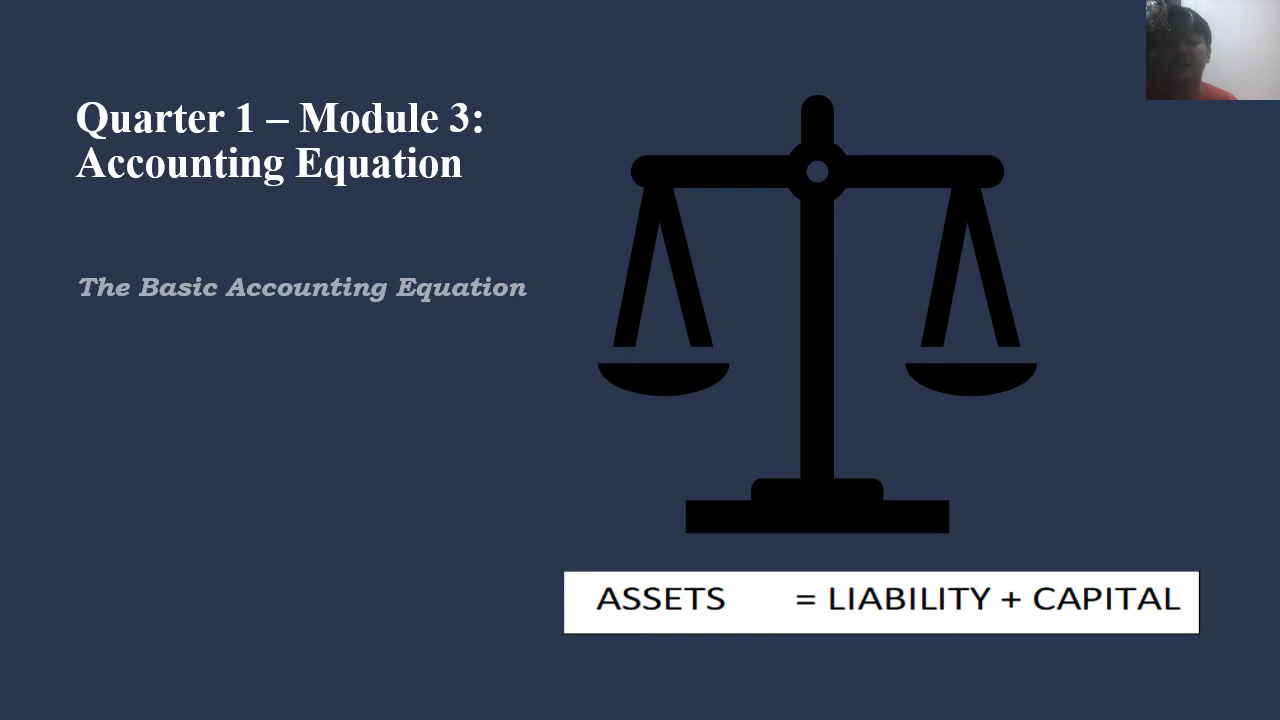 Quarter 1 – Module 3:
Accounting Equation
The Basic Accounting Equation
ASSETS = LIABILITY + CAPITAL